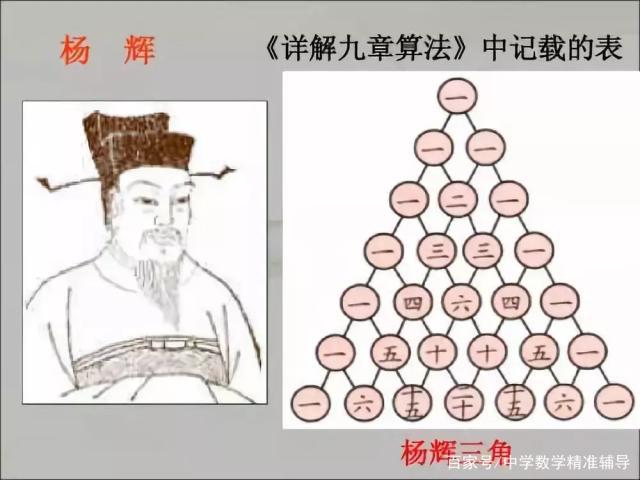 杨 辉
《详解九章算法》中记载的表
一
一 一
一 二 一
一 三 三 一
一 四 六 四 一
一 五 十 十 五 一
一 六 十五 二十 十五 六 一
杨辉三角
百家号/中学数学精准辅导